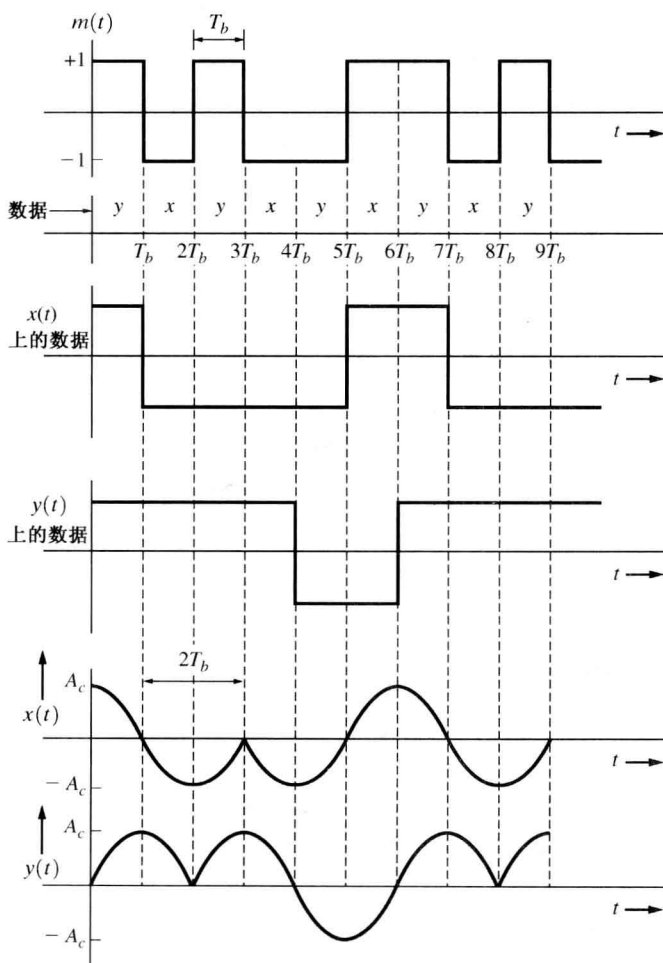 m(t)
T_b
+1
t
−1
数据 y x y x y x y x y
T_b 2T_b 3T_b 4T_b 5T_b 6T_b 7T_b 8T_b 9T_b
x(t)
上的数据
t
y(t)
上的数据
t
2T_b
A_c
x(t)
t
− A_c
A_c
y(t)
t
− A_c